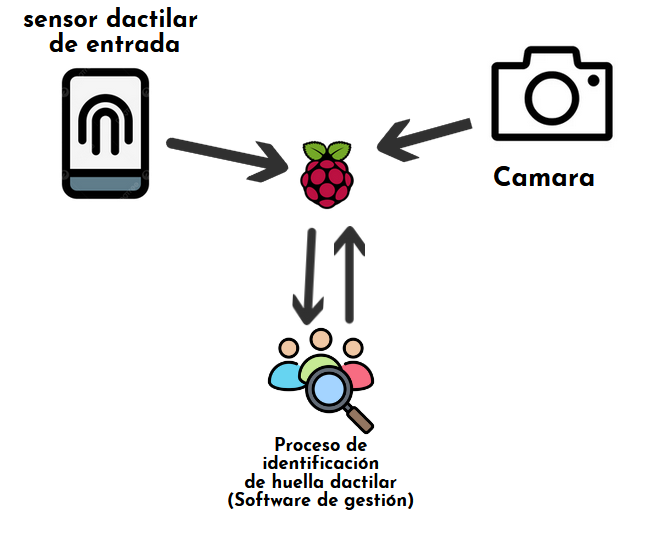 sensor dactilar
de entrada
Camara
Proceso de
identificación
de huella dactilar
(Software de gestión)